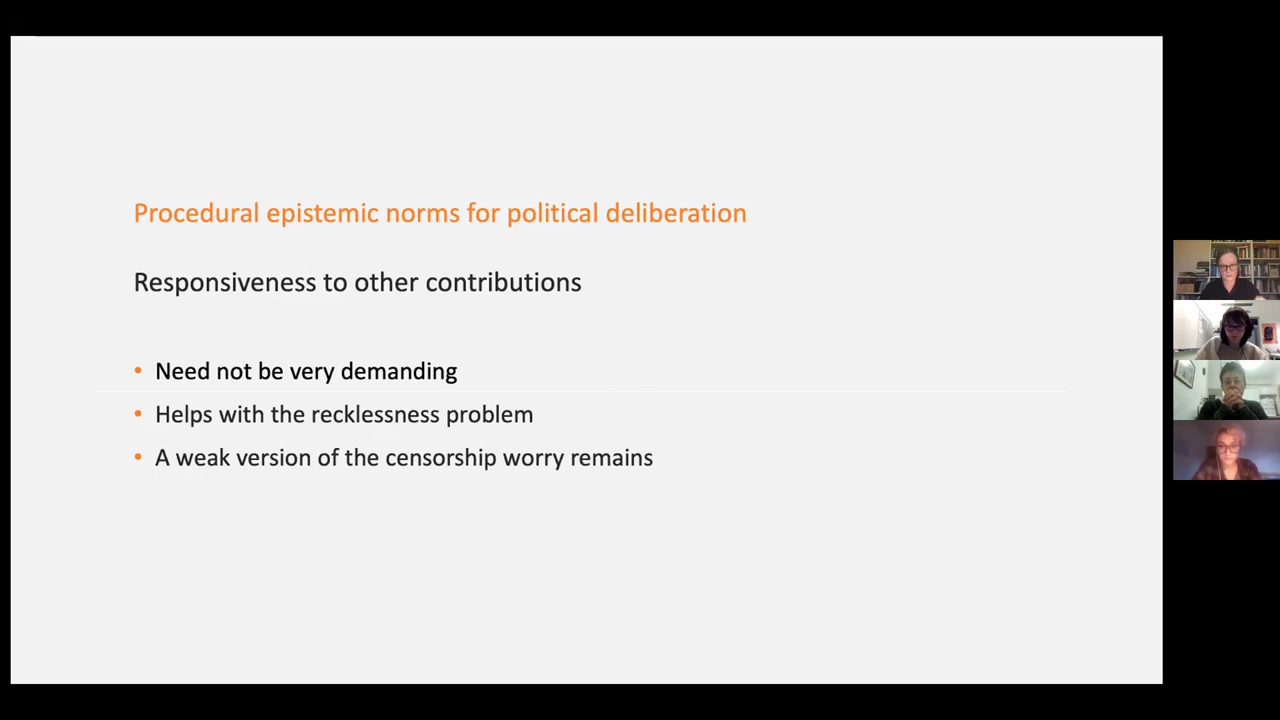 Procedural epistemic norms for political deliberation
Responsiveness to other contributions
• Need not be very demanding
• Helps with the recklessness problem
• A weak version of the censorship worry remains